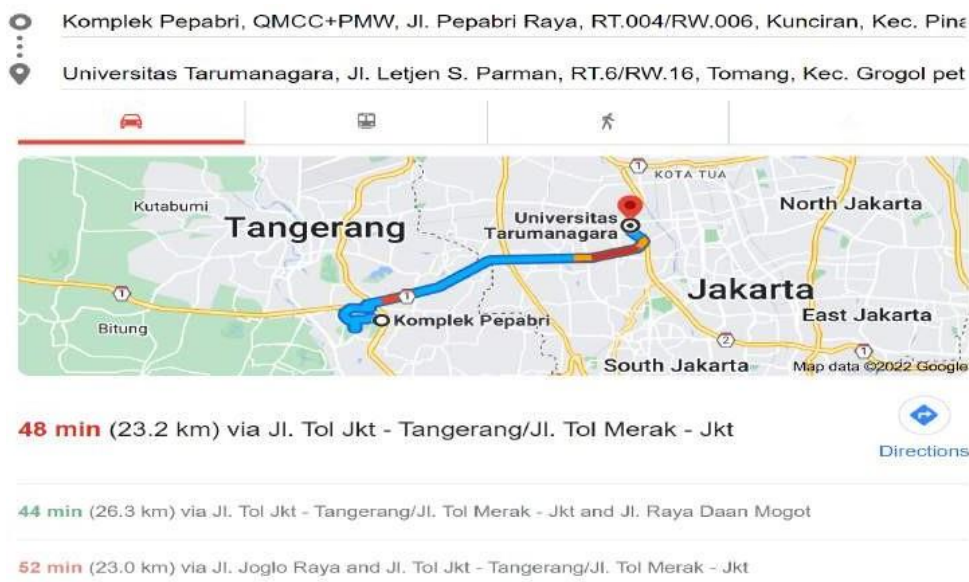 Komplek Pepabri, QMCC+PMW, Jl. Pepabri Raya, RT.004/RW.006, Kunciran, Kec. Pina
Universitas Tarumanagara, Jl. Letjen S. Parman, RT.6/RW.16, Tomang, Kec. Grogol pet
1
KOTA TUA
Kutabumi
North Jakarta
Tangerang
Universitas
Tarumanagara
Jakarta
1
1
Bitung
Komplek Pepabri
East Jakarta
2
1
South Jakarta
Map data ©2022 Google
48 min (23.2 km) via Jl. Tol Jkt - Tangerang/Jl. Tol Merak - Jkt
Directions
44 min (26.3 km) via Jl. Tol Jkt - Tangerang/Jl. Tol Merak - Jkt and Jl. Raya Daan Mogot
52 min (23.0 km) via Jl. Joglo Raya and Jl. Tol Jkt - Tangerang/Jl. Tol Merak - Jkt